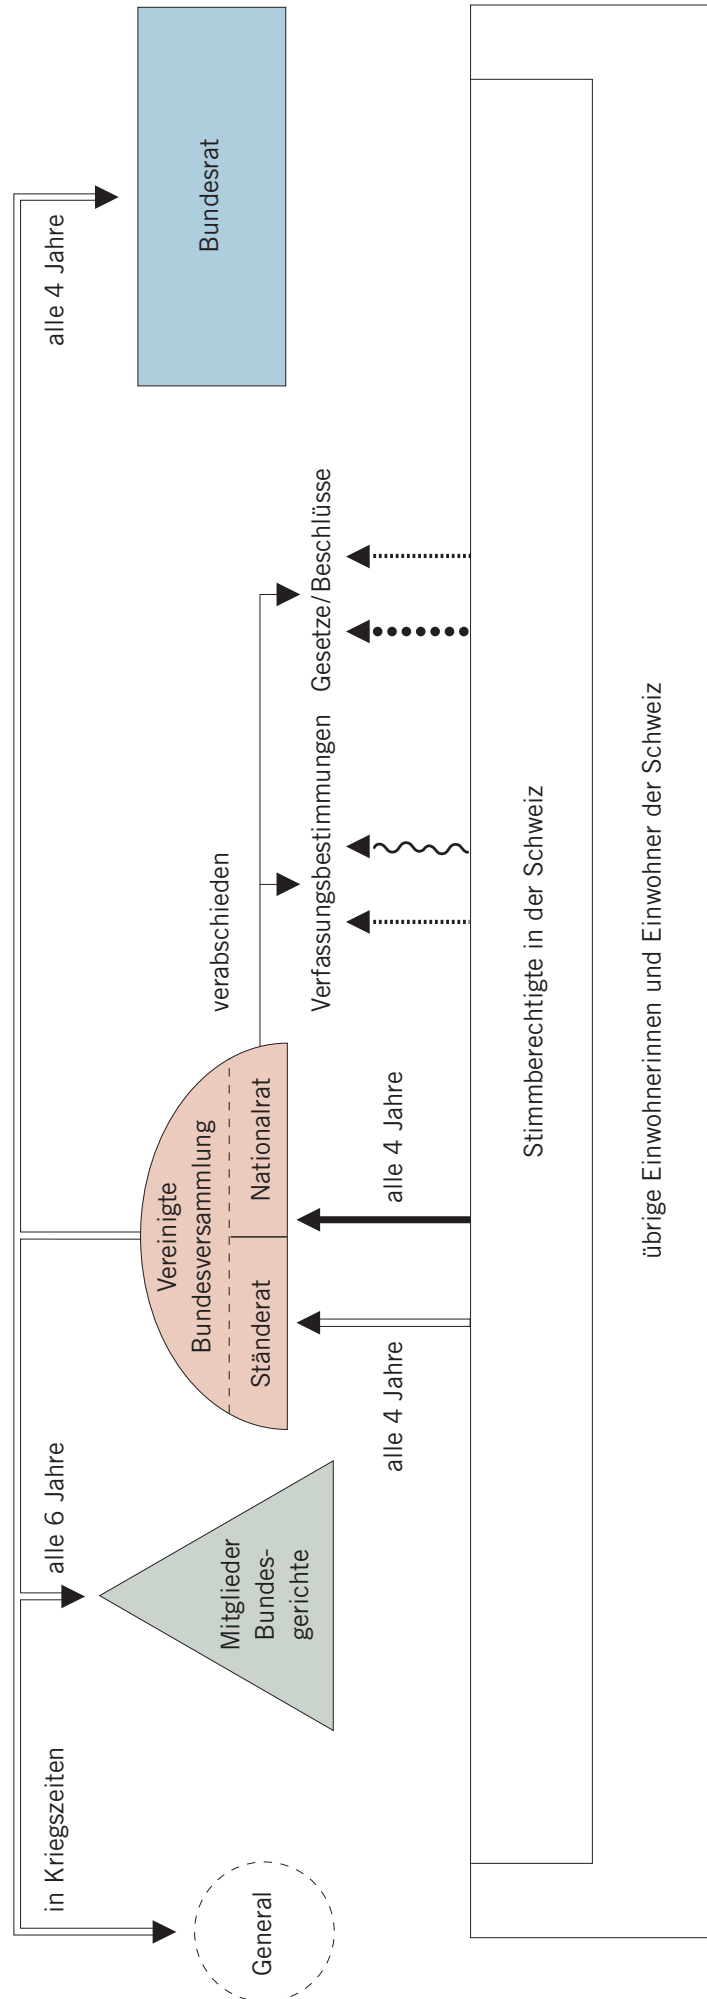 in Kriegszeiten
alle 6 Jahre
alle 4 Jahre
General
Mitglieder
Bundes-
gerichte
Vereinigte
Bundesversammlung
Ständerat
Nationalrat
verabschieden
Bundesrat
Verfassungsbestimmungen
Gesetze/Beschlüsse
alle 4 Jahre
alle 4 Jahre
Stimmberechtigte in der Schweiz
übrige Einwohnerinnen und Einwohner der Schweiz